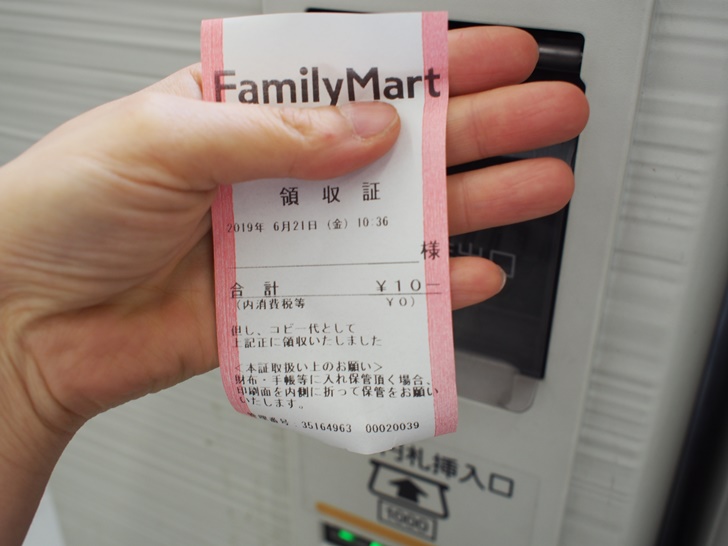 FamilyMart
領収証
2019年 6月21日 (金) 10:36
様
合計 ￥10－
(内消費税等 ￥0)
但し、コピー代として
上記正に領収いたしました
＜本証取扱い上のお願い＞
財布・手帳等に入れ保管頂く場合、
印刷面を内側に折って保管をお願い
いたします。
番号 35164963 00020039
円札挿入口
1000